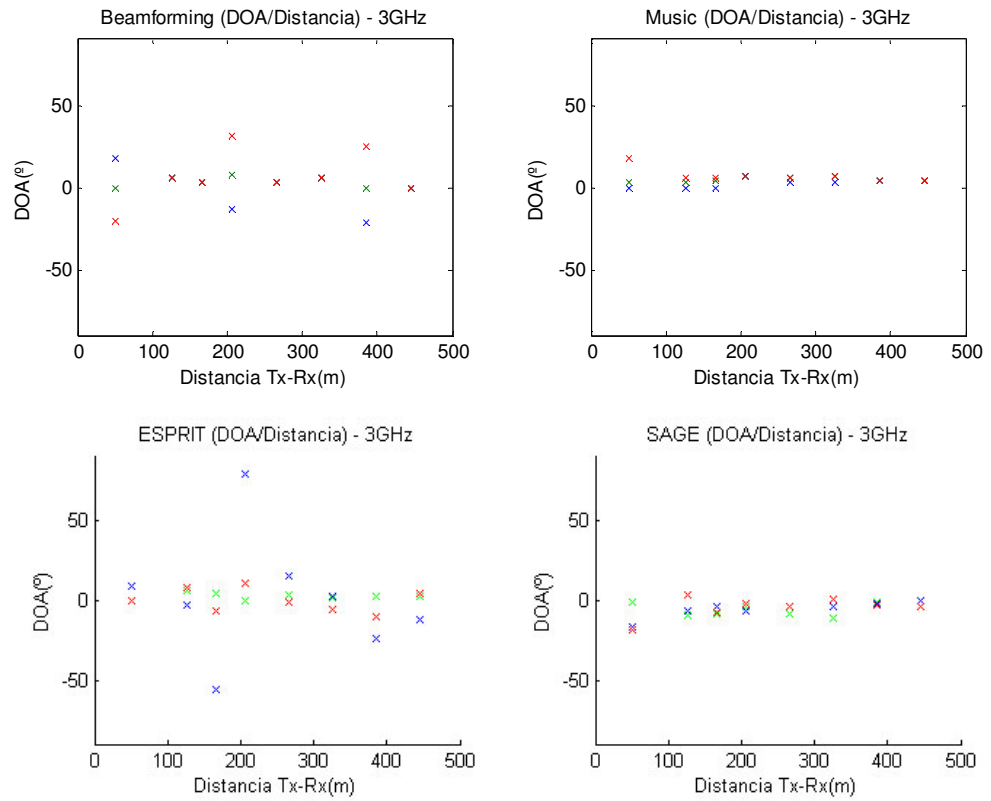 Beamforming (DOA/Distancia) - 3GHz
50
0
-50
DOA(º)
0 100 200 300 400 500
Distancia Tx-Rx(m)
Music (DOA/Distancia) - 3GHz
50
0
-50
DOA(º)
0 100 200 300 400 500
Distancia Tx-Rx(m)
ESPRIT (DOA/Distancia) - 3GHz
50
0
-50
DOA(º)
0 100 200 300 400 500
Distancia Tx-Rx(m)
SAGE (DOA/Distancia) - 3GHz
50
0
-50
DOA(º)
0 100 200 300 400 500
Distancia Tx-Rx(m)